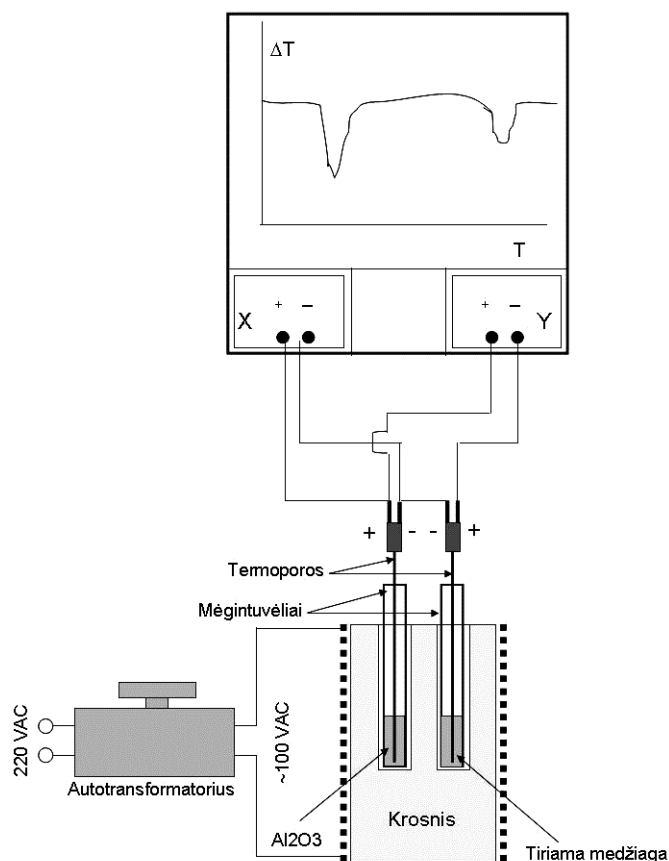 ΔT
T
X
+ –
+ –
Y
+ - - +
Termoporos
Mėgintuvėliai
220 VAC
~100 VAC
Autotransformatorius
Al2O3
Krosnis
Tiriama medžiaga